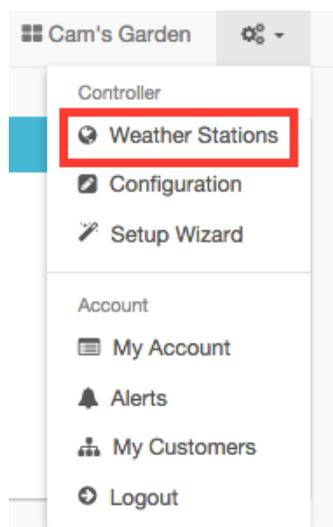 Cam's Garden
Controller
Weather Stations
Configuration
Setup Wizard
Account
My Account
Alerts
My Customers
Logout